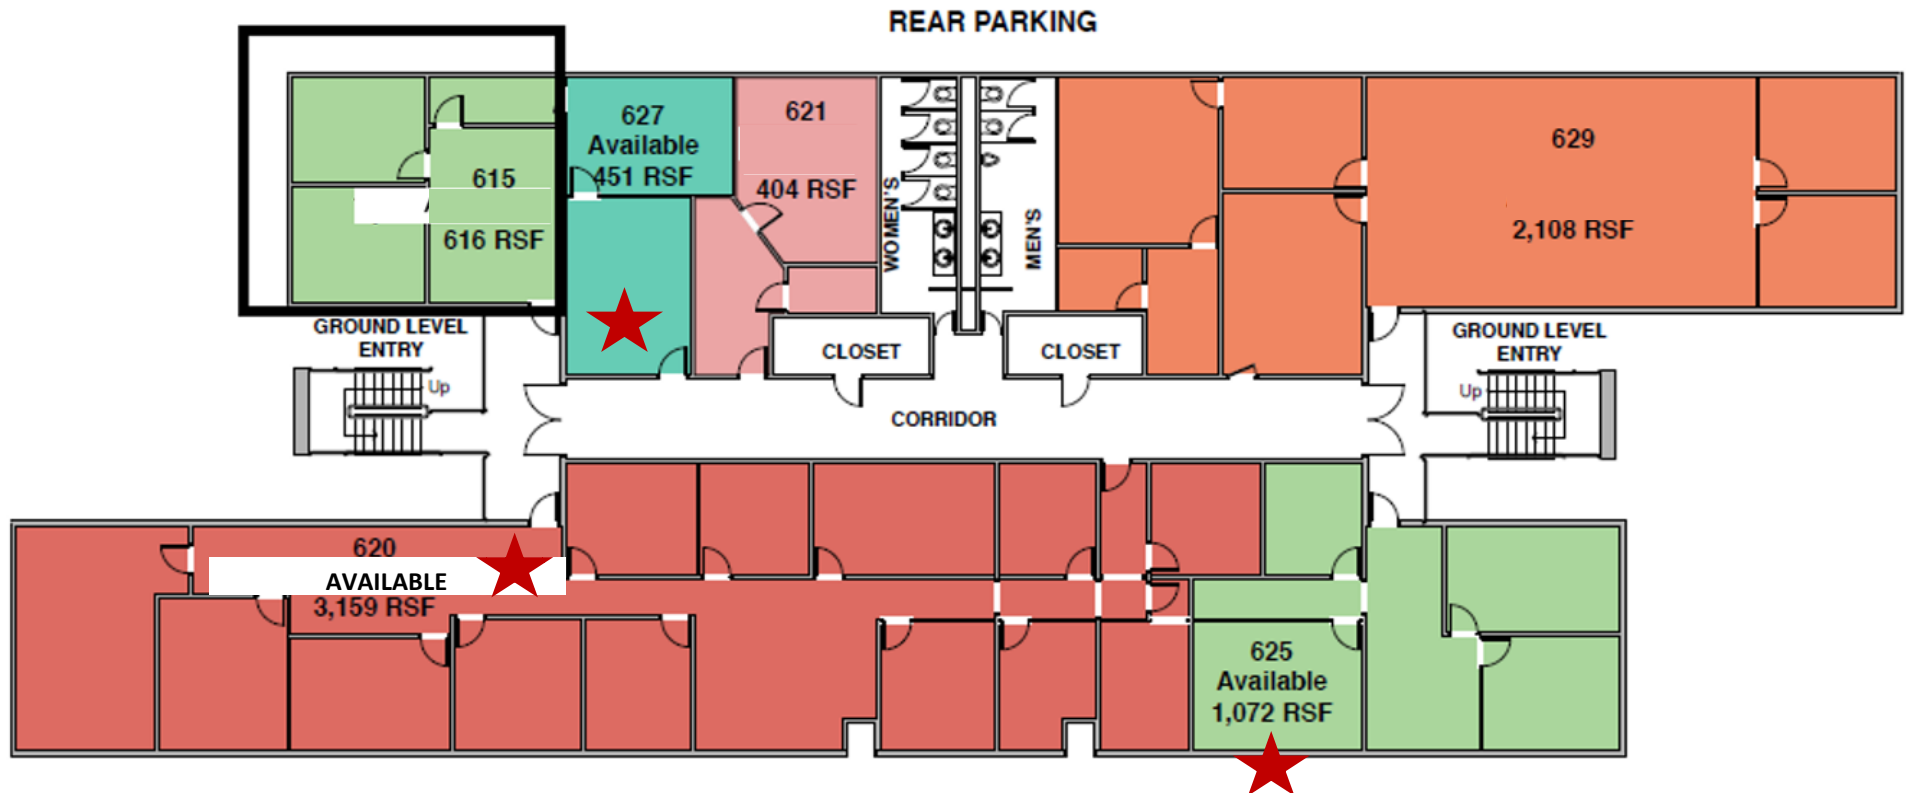 REAR PARKING
627
Available
451 RSF
621
404 RSF
615
616 RSF
WOMEN'S
MEN'S
629
2,108 RSF
GROUND LEVEL
ENTRY
Up
CLOSET
CLOSET
GROUND LEVEL
ENTRY
Up
CORRIDOR
620
AVAILABLE
3,159 RSF
625
Available
1,072 RSF